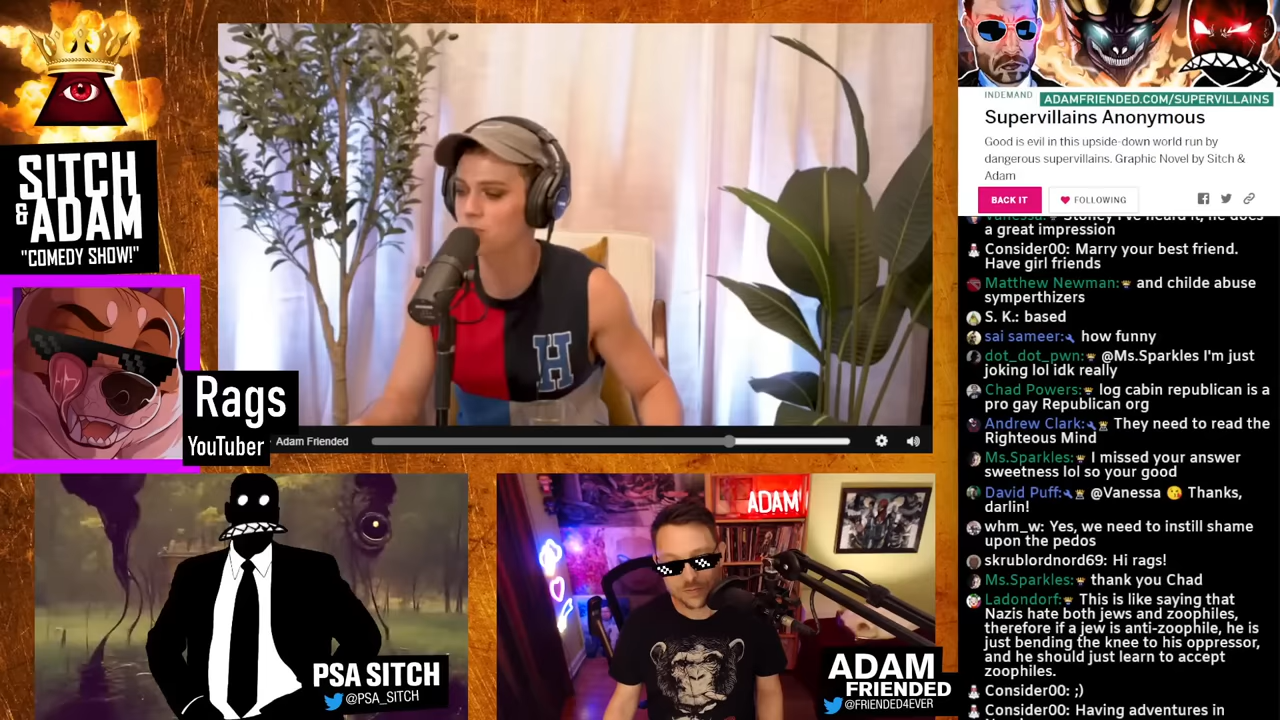 SITCH
& ADAM
"COMEDY SHOW!"
Rags
YouTuber
H
Adam Friended
PSA SITCH
@PSA_SITCH
ADAM
ADAM
FRIENDED
@FRIENDED4EVER
INDEMAND
ADAMFRIENDED.COM/SUPERVILLAINS
Supervillains Anonymous
Good is evil in this upside-down world run by
dangerous supervillains. Graphic Novel by Sitch &
Adam
BACK IT
FOLLOWING
Vanessa: Stoney I've heard it, he does
a great impression
Consider00: Marry your best friend.
Have girl friends
Matthew Newman: and childe abuse
symperthizers
S. K.: based
sai sameer: how funny
dot_dot_pwn: @Ms.Sparkles I'm just
joking lol idk really
Chad Powers: log cabin republican is a
pro gay Republican org
Andrew Clark: They need to read the
Righteous Mind
Ms.Sparkles: I missed your answer
sweetness lol so your good
David Puff: @Vanessa 😘 Thanks,
darlin!
whm_w: Yes, we need to instill shame
upon the pedos
skrublordnord69: Hi rags!
Ms.Sparkles: thank you Chad
Ladondorf: This is like saying that
Nazis hate both jews and zoophiles,
therefore if a jew is anti-zoophile, he is
just bending the knee to his oppressor,
and he should just learn to accept
zoophiles.
Consider00: ;)
Consider00: Having adventures in